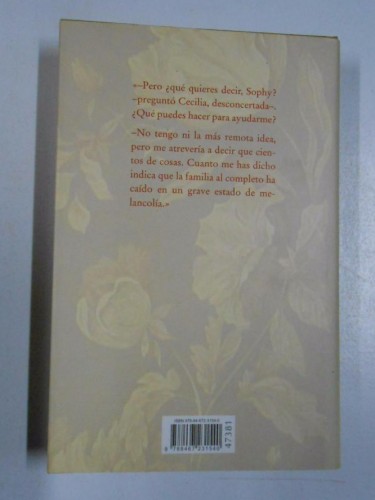 «–Pero ¿qué quieres decir, Sophy?
–preguntó Cecilia, desconcertada–.
¿Qué puedes hacer para ayudarme?
–No tengo ni la más remota idea,
pero me atrevería a decir que cien-
tos de cosas. Cuanto me has dicho
indica que la familia al completo ha
caído en un grave estado de me-
lancolía.»
47381